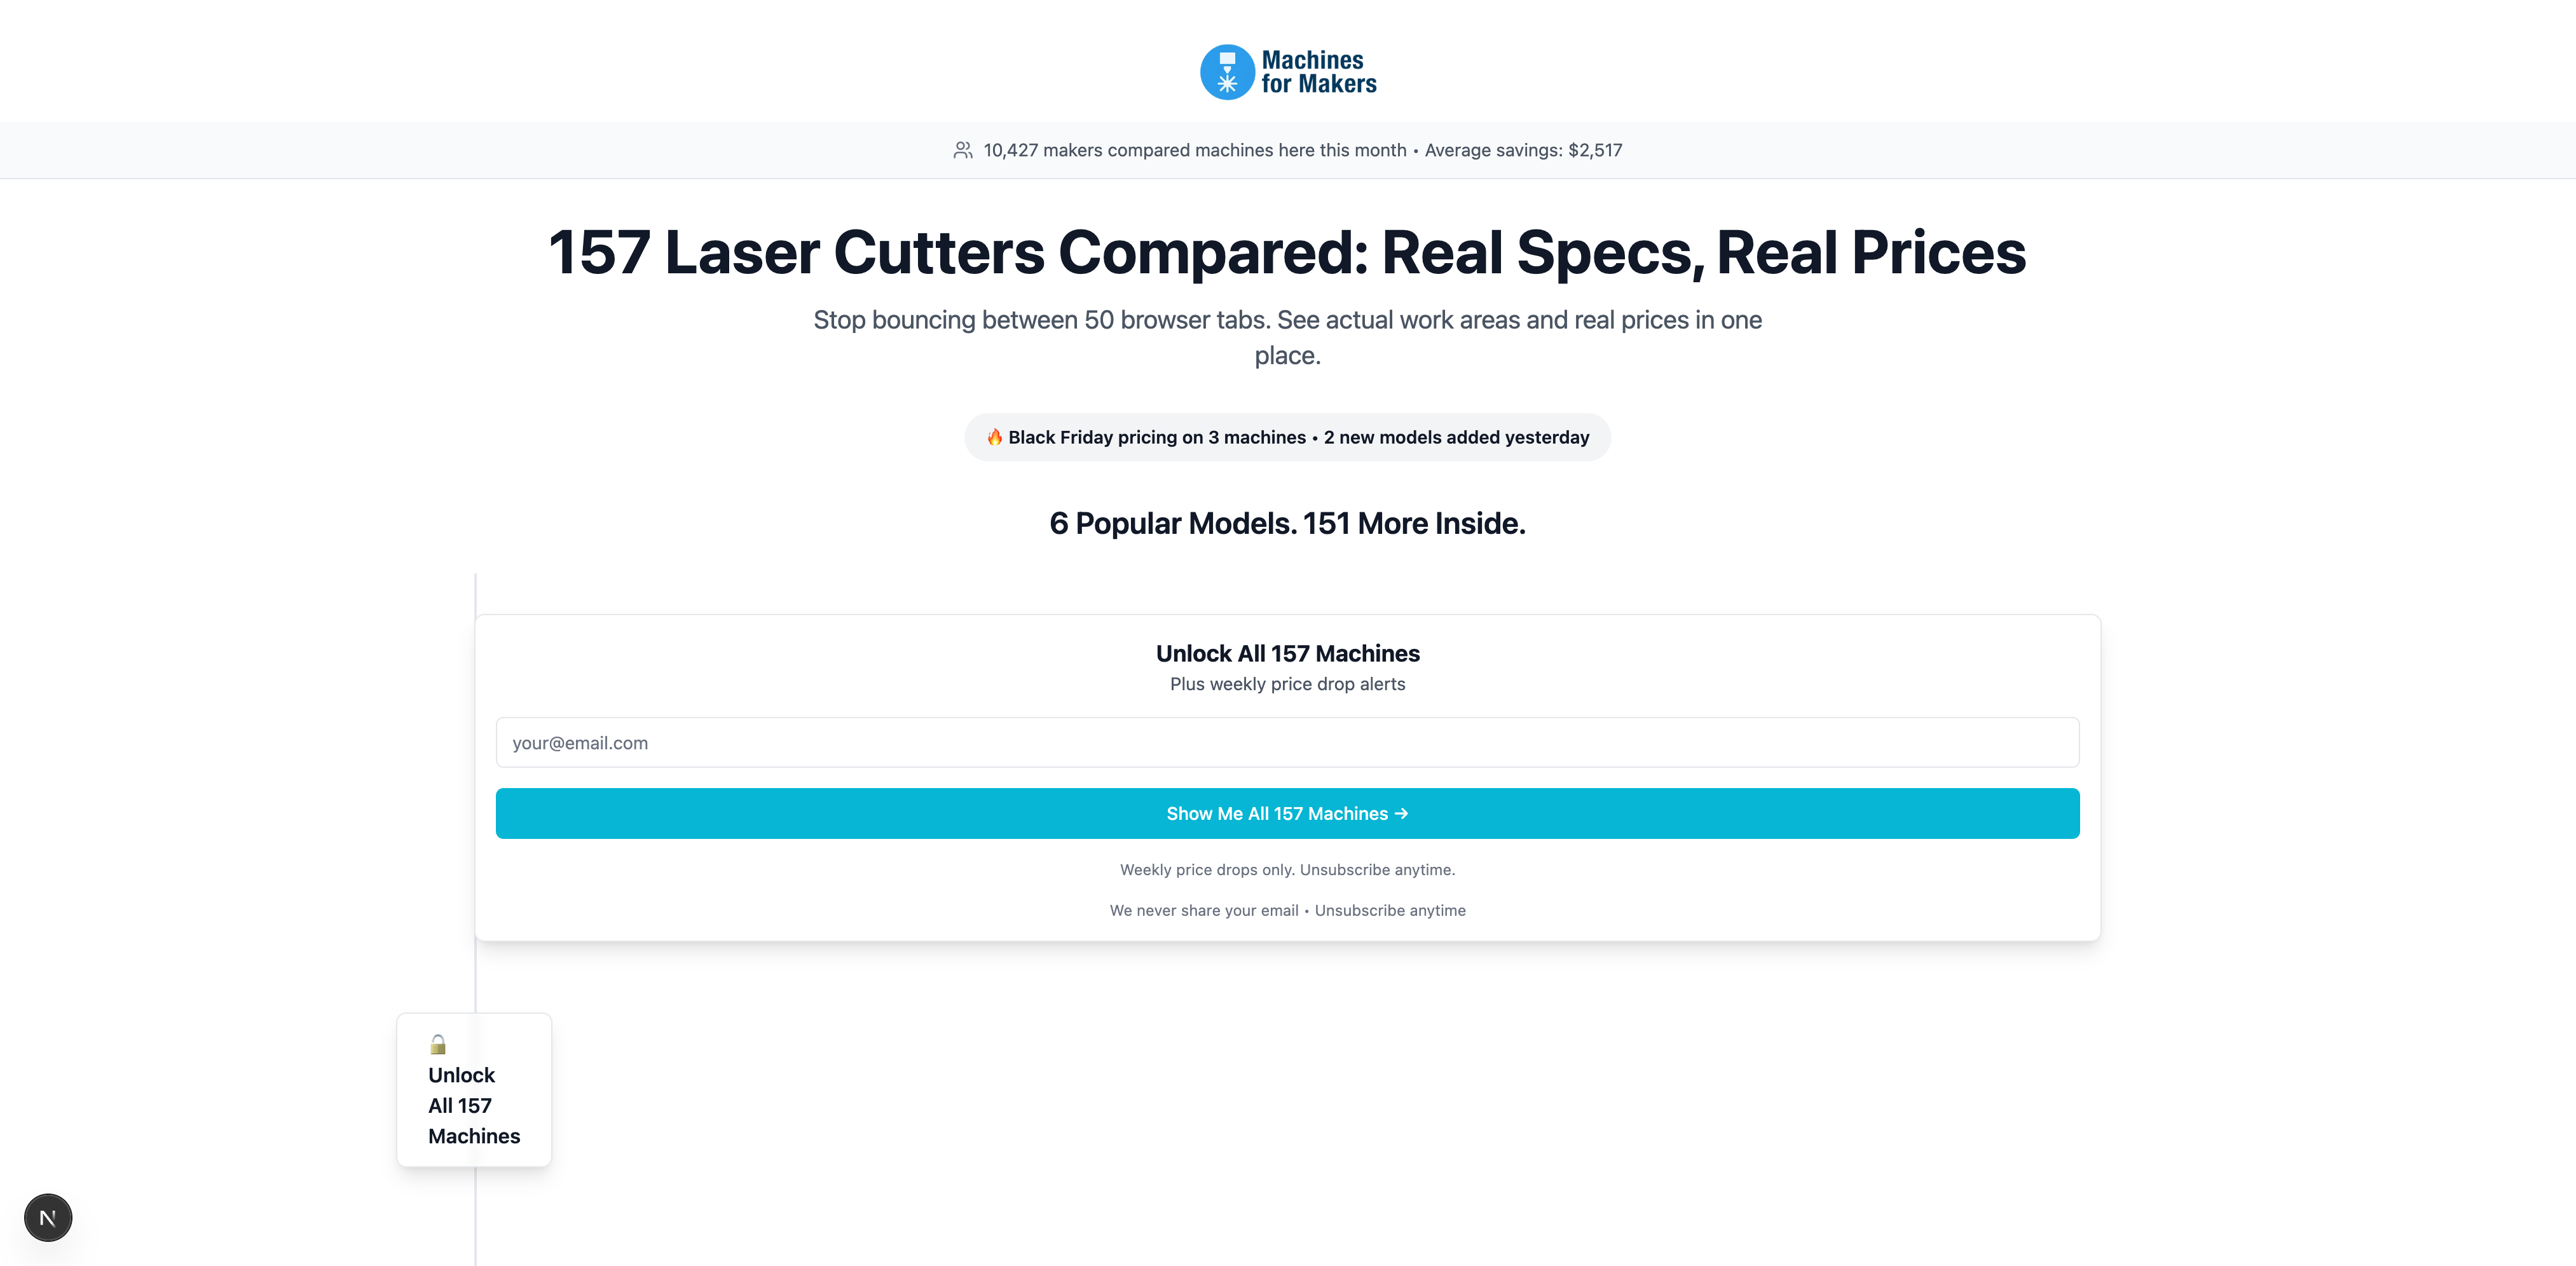 Machines
for Makers
10,427 makers compared machines here this month • Average savings: $2,517
157 Laser Cutters Compared: Real Specs, Real Prices
Stop bouncing between 50 browser tabs. See actual work areas and real prices in one
place.
🔥 Black Friday pricing on 3 machines • 2 new models added yesterday
6 Popular Models. 151 More Inside.
Unlock All 157 Machines
Plus weekly price drop alerts
your@email.com
Show Me All 157 Machines →
Weekly price drops only. Unsubscribe anytime.
We never share your email • Unsubscribe anytime
🔓
Unlock
All 157
Machines
N